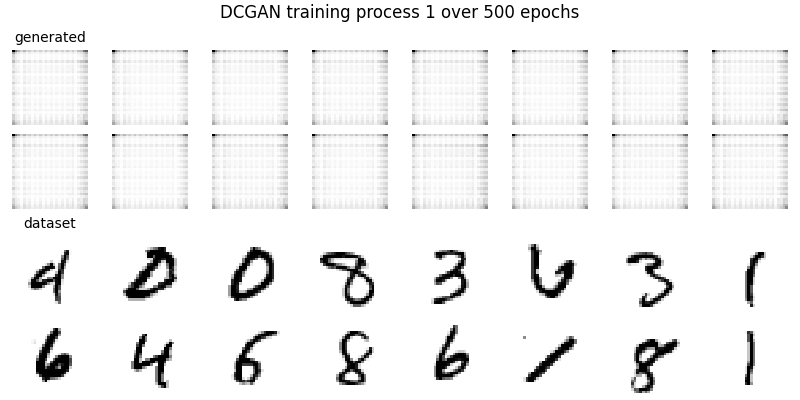 DCGAN training process 1 over 500 epochs
generated
dataset
4 0 0 8 3 6 3 1
6 4 6 8 6 1 8 1